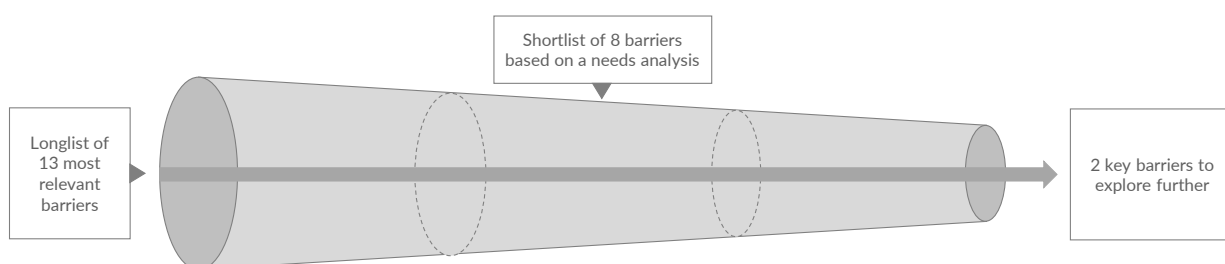 Shortlist of 8 barriers
based on a needs analysis
Longlist of
13 most
relevant
barriers
2 key barriers to
explore further